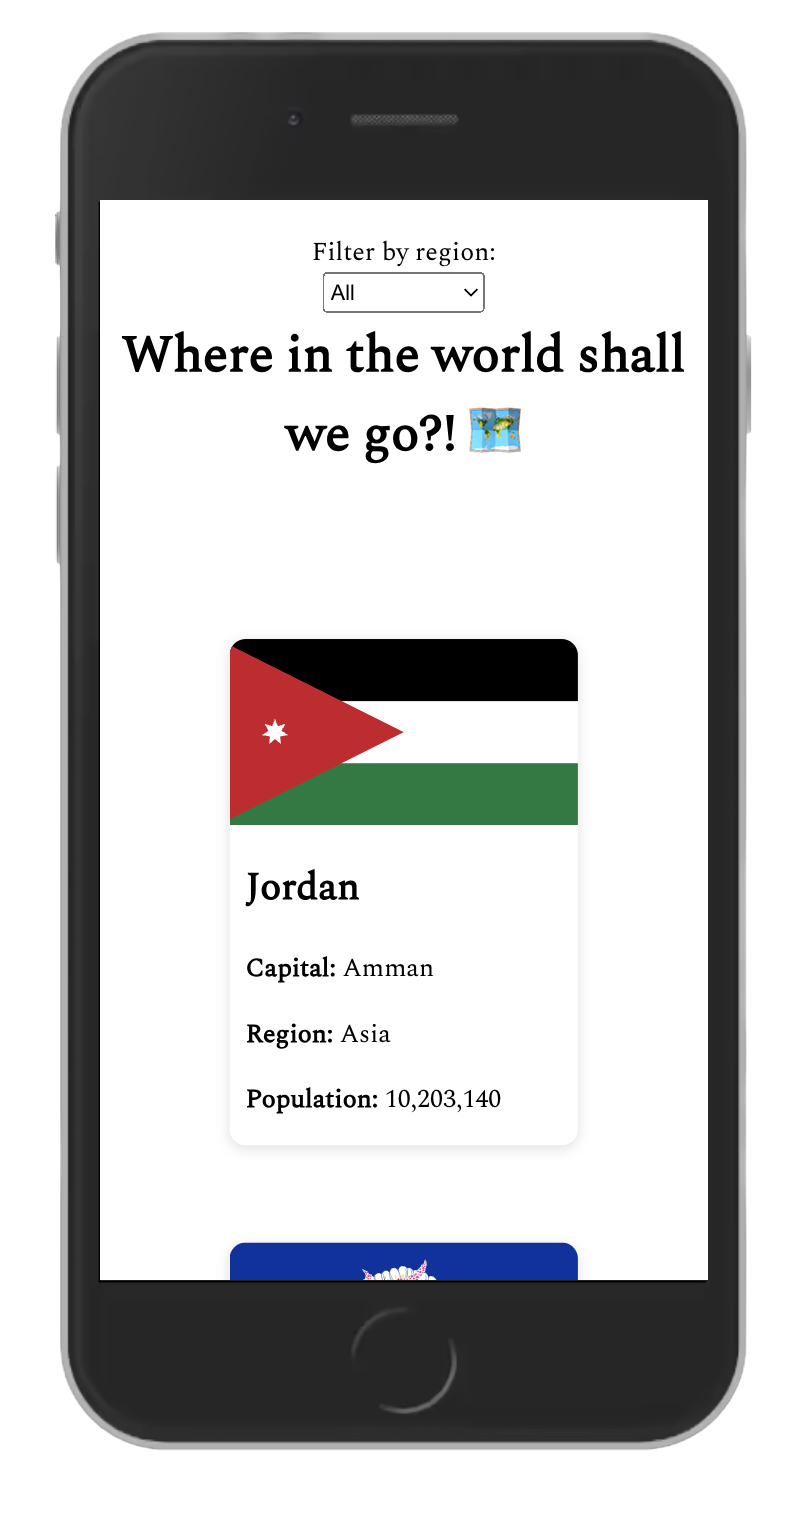 Filter by region:
All
Where in the world shall
we go?! 🗺️
Jordan
Capital: Amman
Region: Asia
Population: 10,203,140